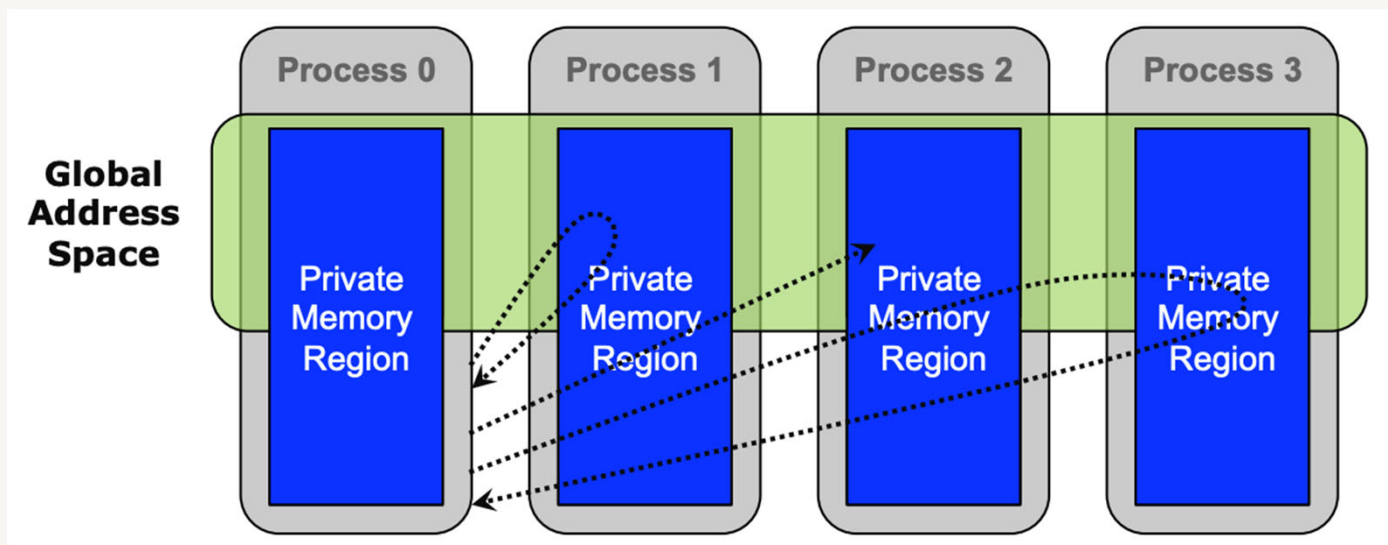 Process 0
Process 1
Process 2
Process 3
Global
Address
Space
Private
Memory
Region
Private
Memory
Region
Private
Memory
Region
Private
Memory
Region